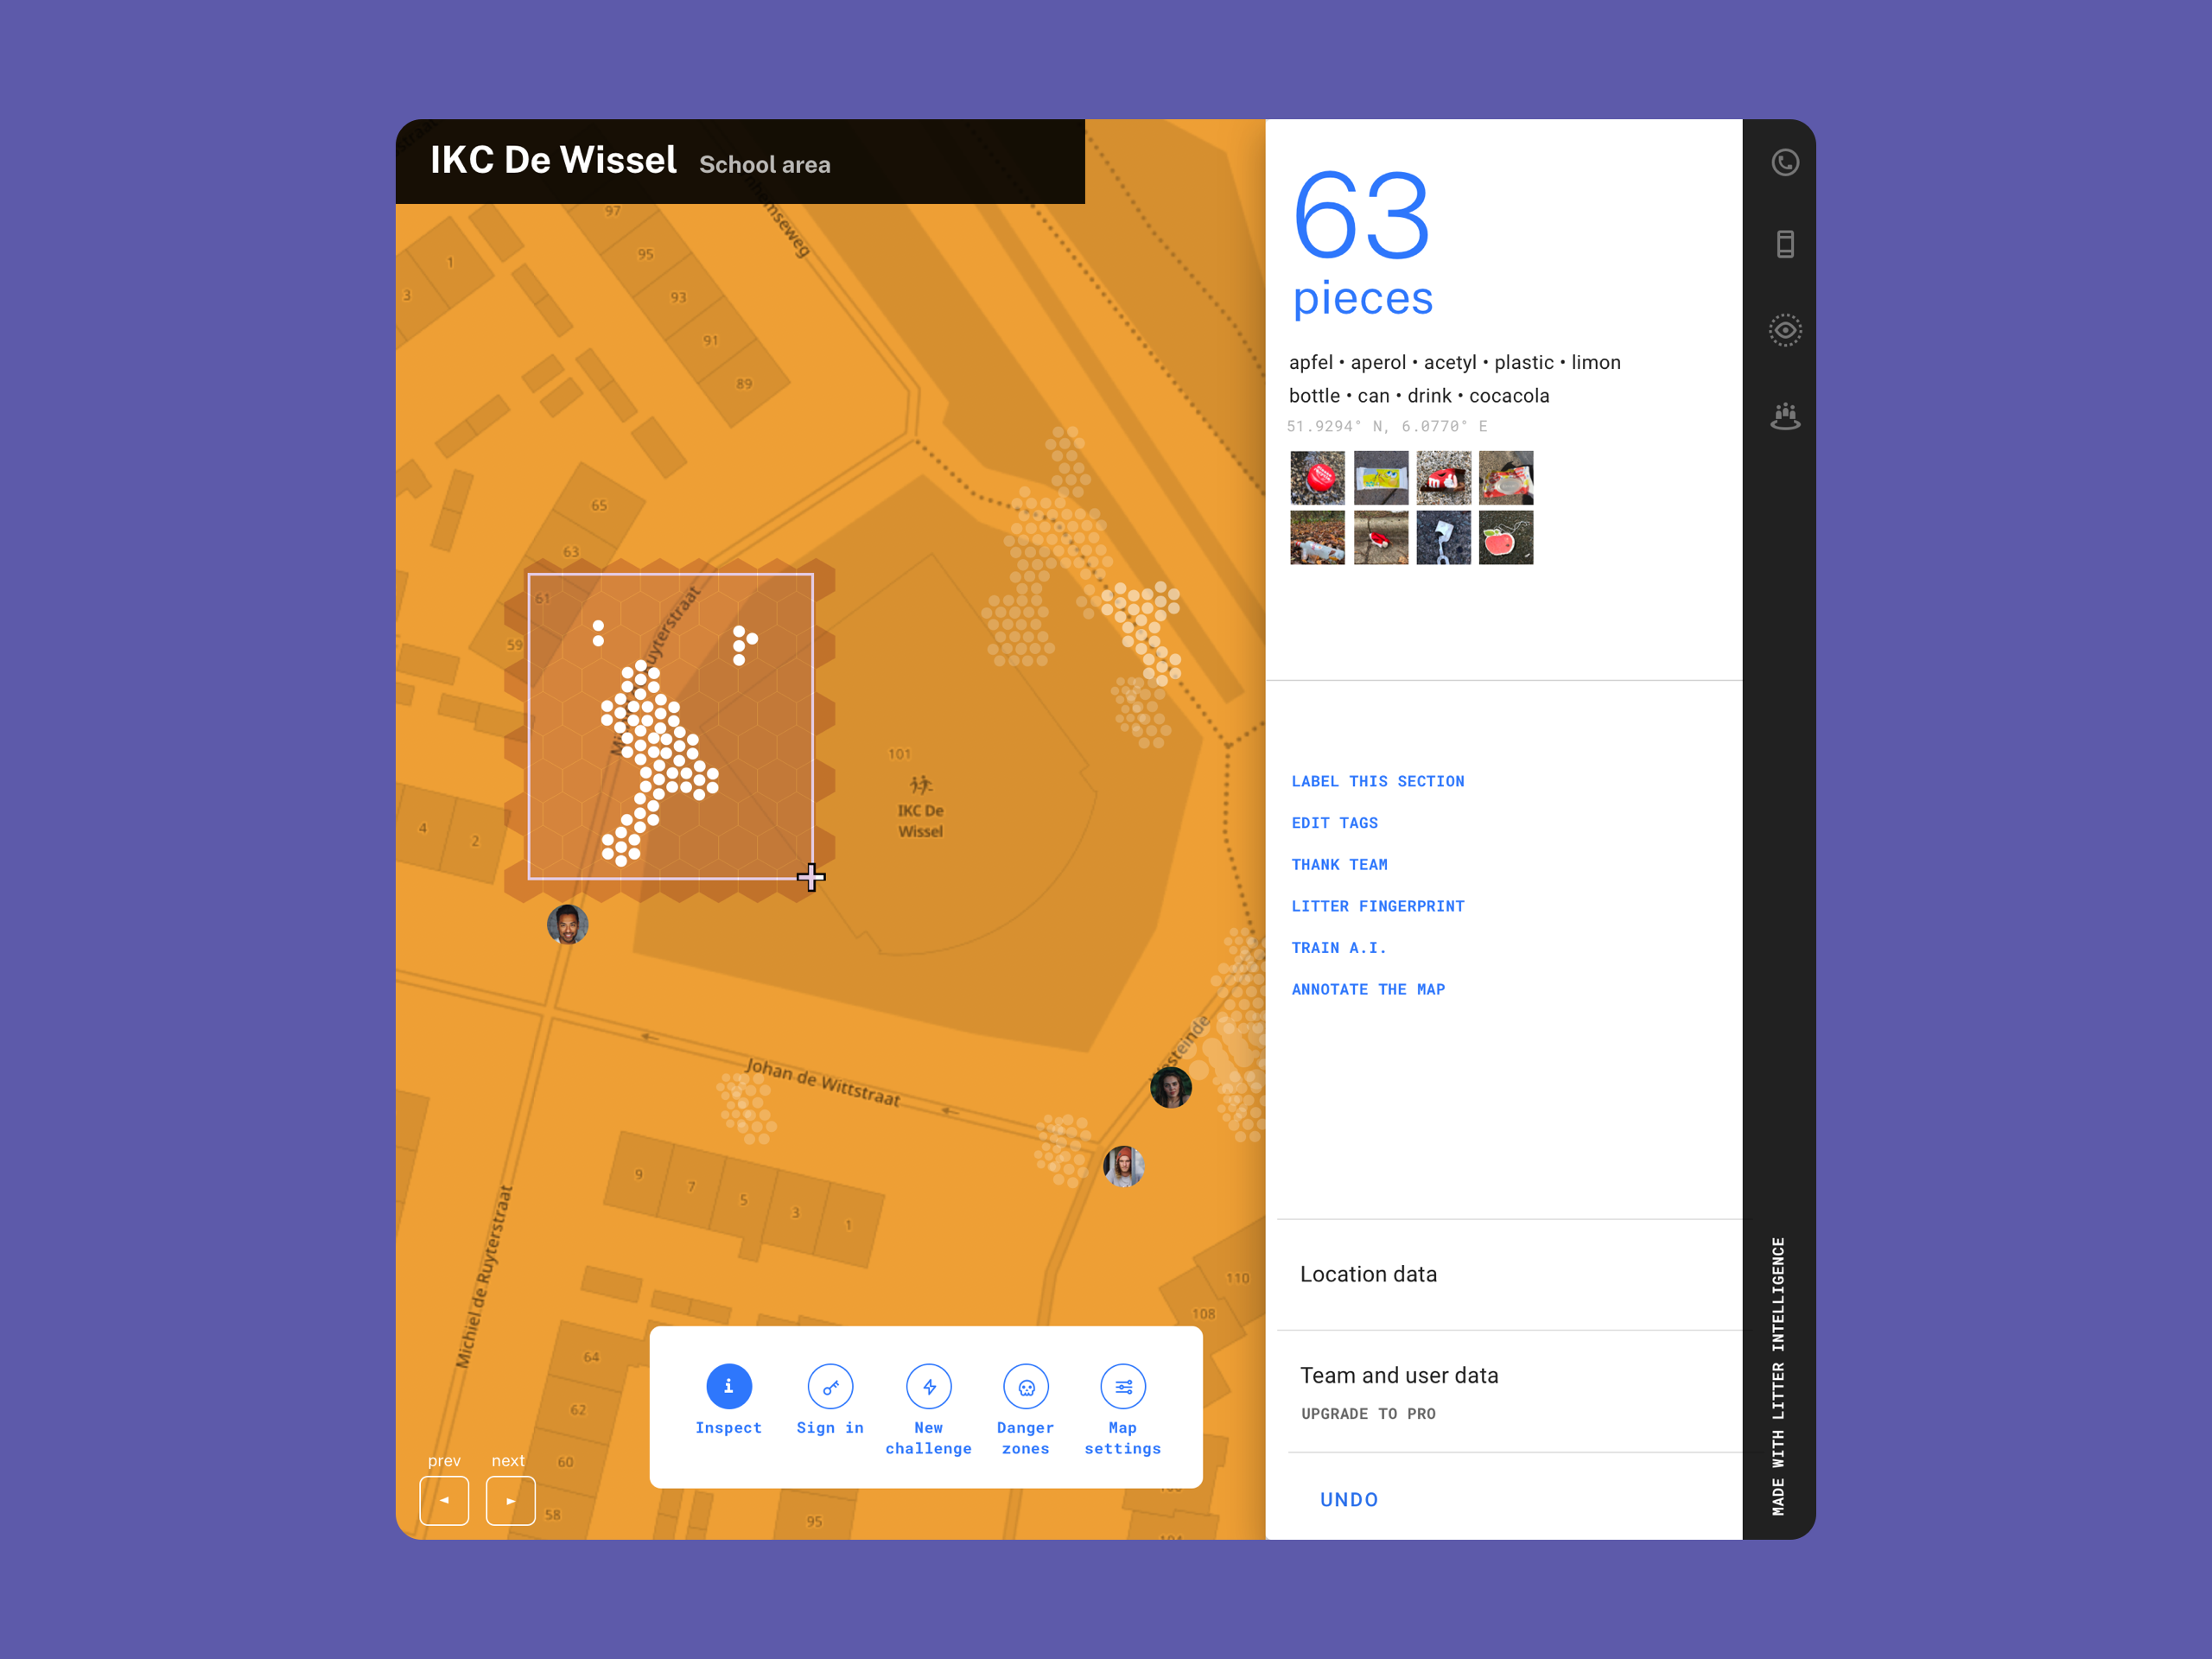 IKC De Wissel School area
97
95
93
91
89
1
3
65
63
61
59
4
2
101
IKC De
Wissel
Johan de Wittstraat
Michiel de Ruyterstraat
9
7
5
3
1
64
62
60
58
95
110
108
prev next
Inspect
Sign in
New
challenge
Danger
zones
Map
settings
63
pieces
apfel • aperol • acetyl • plastic • limon
bottle • can • drink • cocacola
51.9294° N, 6.0770° E
LABEL THIS SECTION
EDIT TAGS
THANK TEAM
LITTER FINGERPRINT
TRAIN A.I.
ANNOTATE THE MAP
Location data
Team and user data
UPGRADE TO PRO
UNDO
MADE WITH LITTER INTELLIGENCE